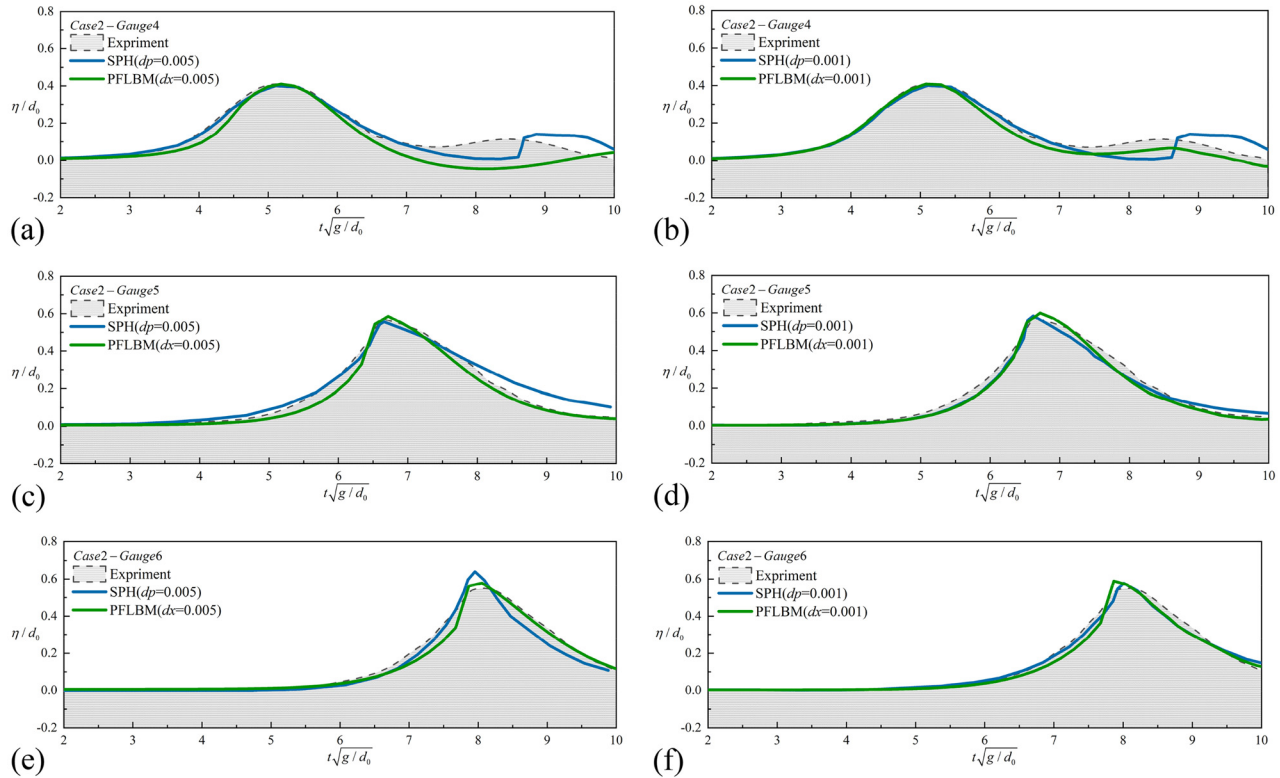 Case2－Gauge4
Expriment
SPH(dp=0.005)
PFLBM(dx=0.005)
η / d₀
0.8
0.6
0.4
0.2
0.0
-0.2
2 3 4 5 6 7 8 9 10
t√g / d₀
(a)
Case2－Gauge4
Expriment
SPH(dp=0.001)
PFLBM(dx=0.001)
η / d₀
0.8
0.6
0.4
0.2
0.0
-0.2
2 3 4 5 6 7 8 9 10
t√g / d₀
(b)
Case2－Gauge5
Expriment
SPH(dp=0.005)
PFLBM(dx=0.005)
η / d₀
0.8
0.6
0.4
0.2
0.0
-0.2
2 3 4 5 6 7 8 9 10
t√g / d₀
(c)
Case2－Gauge5
Expriment
SPH(dp=0.001)
PFLBM(dx=0.001)
η / d₀
0.8
0.6
0.4
0.2
0.0
-0.2
2 3 4 5 6 7 8 9 10
t√g / d₀
(d)
Case2－Gauge6
Expriment
SPH(dp=0.005)
PFLBM(dx=0.005)
η / d₀
0.8
0.6
0.4
0.2
0.0
-0.2
2 3 4 5 6 7 8 9 10
t√g / d₀
(e)
Case2－Gauge6
Expriment
SPH(dp=0.001)
PFLBM(dx=0.001)
η / d₀
0.8
0.6
0.4
0.2
0.0
-0.2
2 3 4 5 6 7 8 9 10
t√g / d₀
(f)